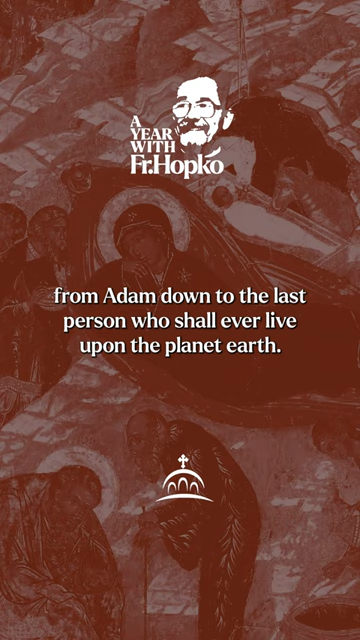 A
YEAR
WITH
Fr.Hopko
from Adam down to the last
person who shall ever live
upon the planet earth.